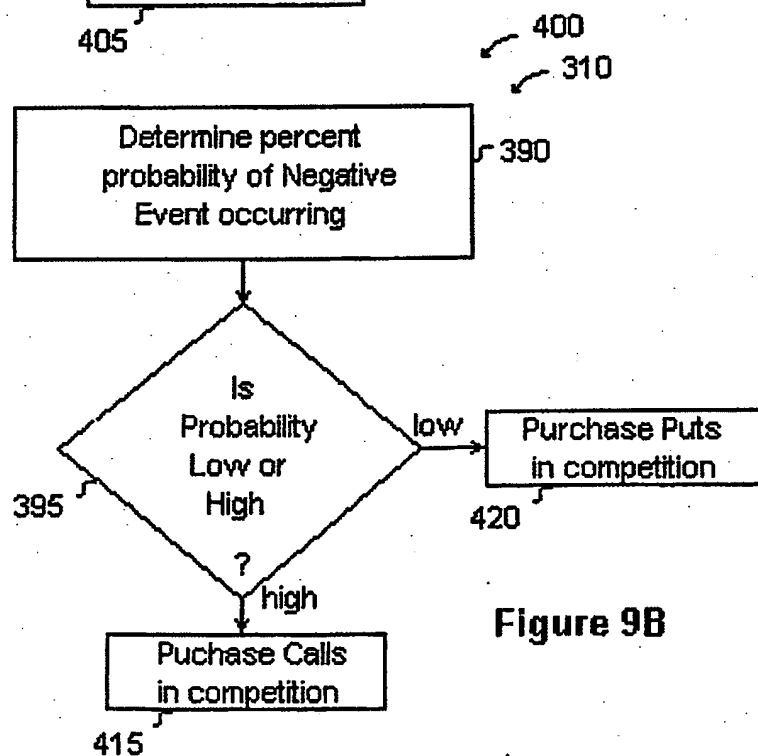 405
400
310
Determine percent
probability of Negative
Event occurring
390
Is
Probability
Low or
High
?
395
low
Purchase Puts
in competition
420
high
Puchase Calls
in competition
415
Figure 9B